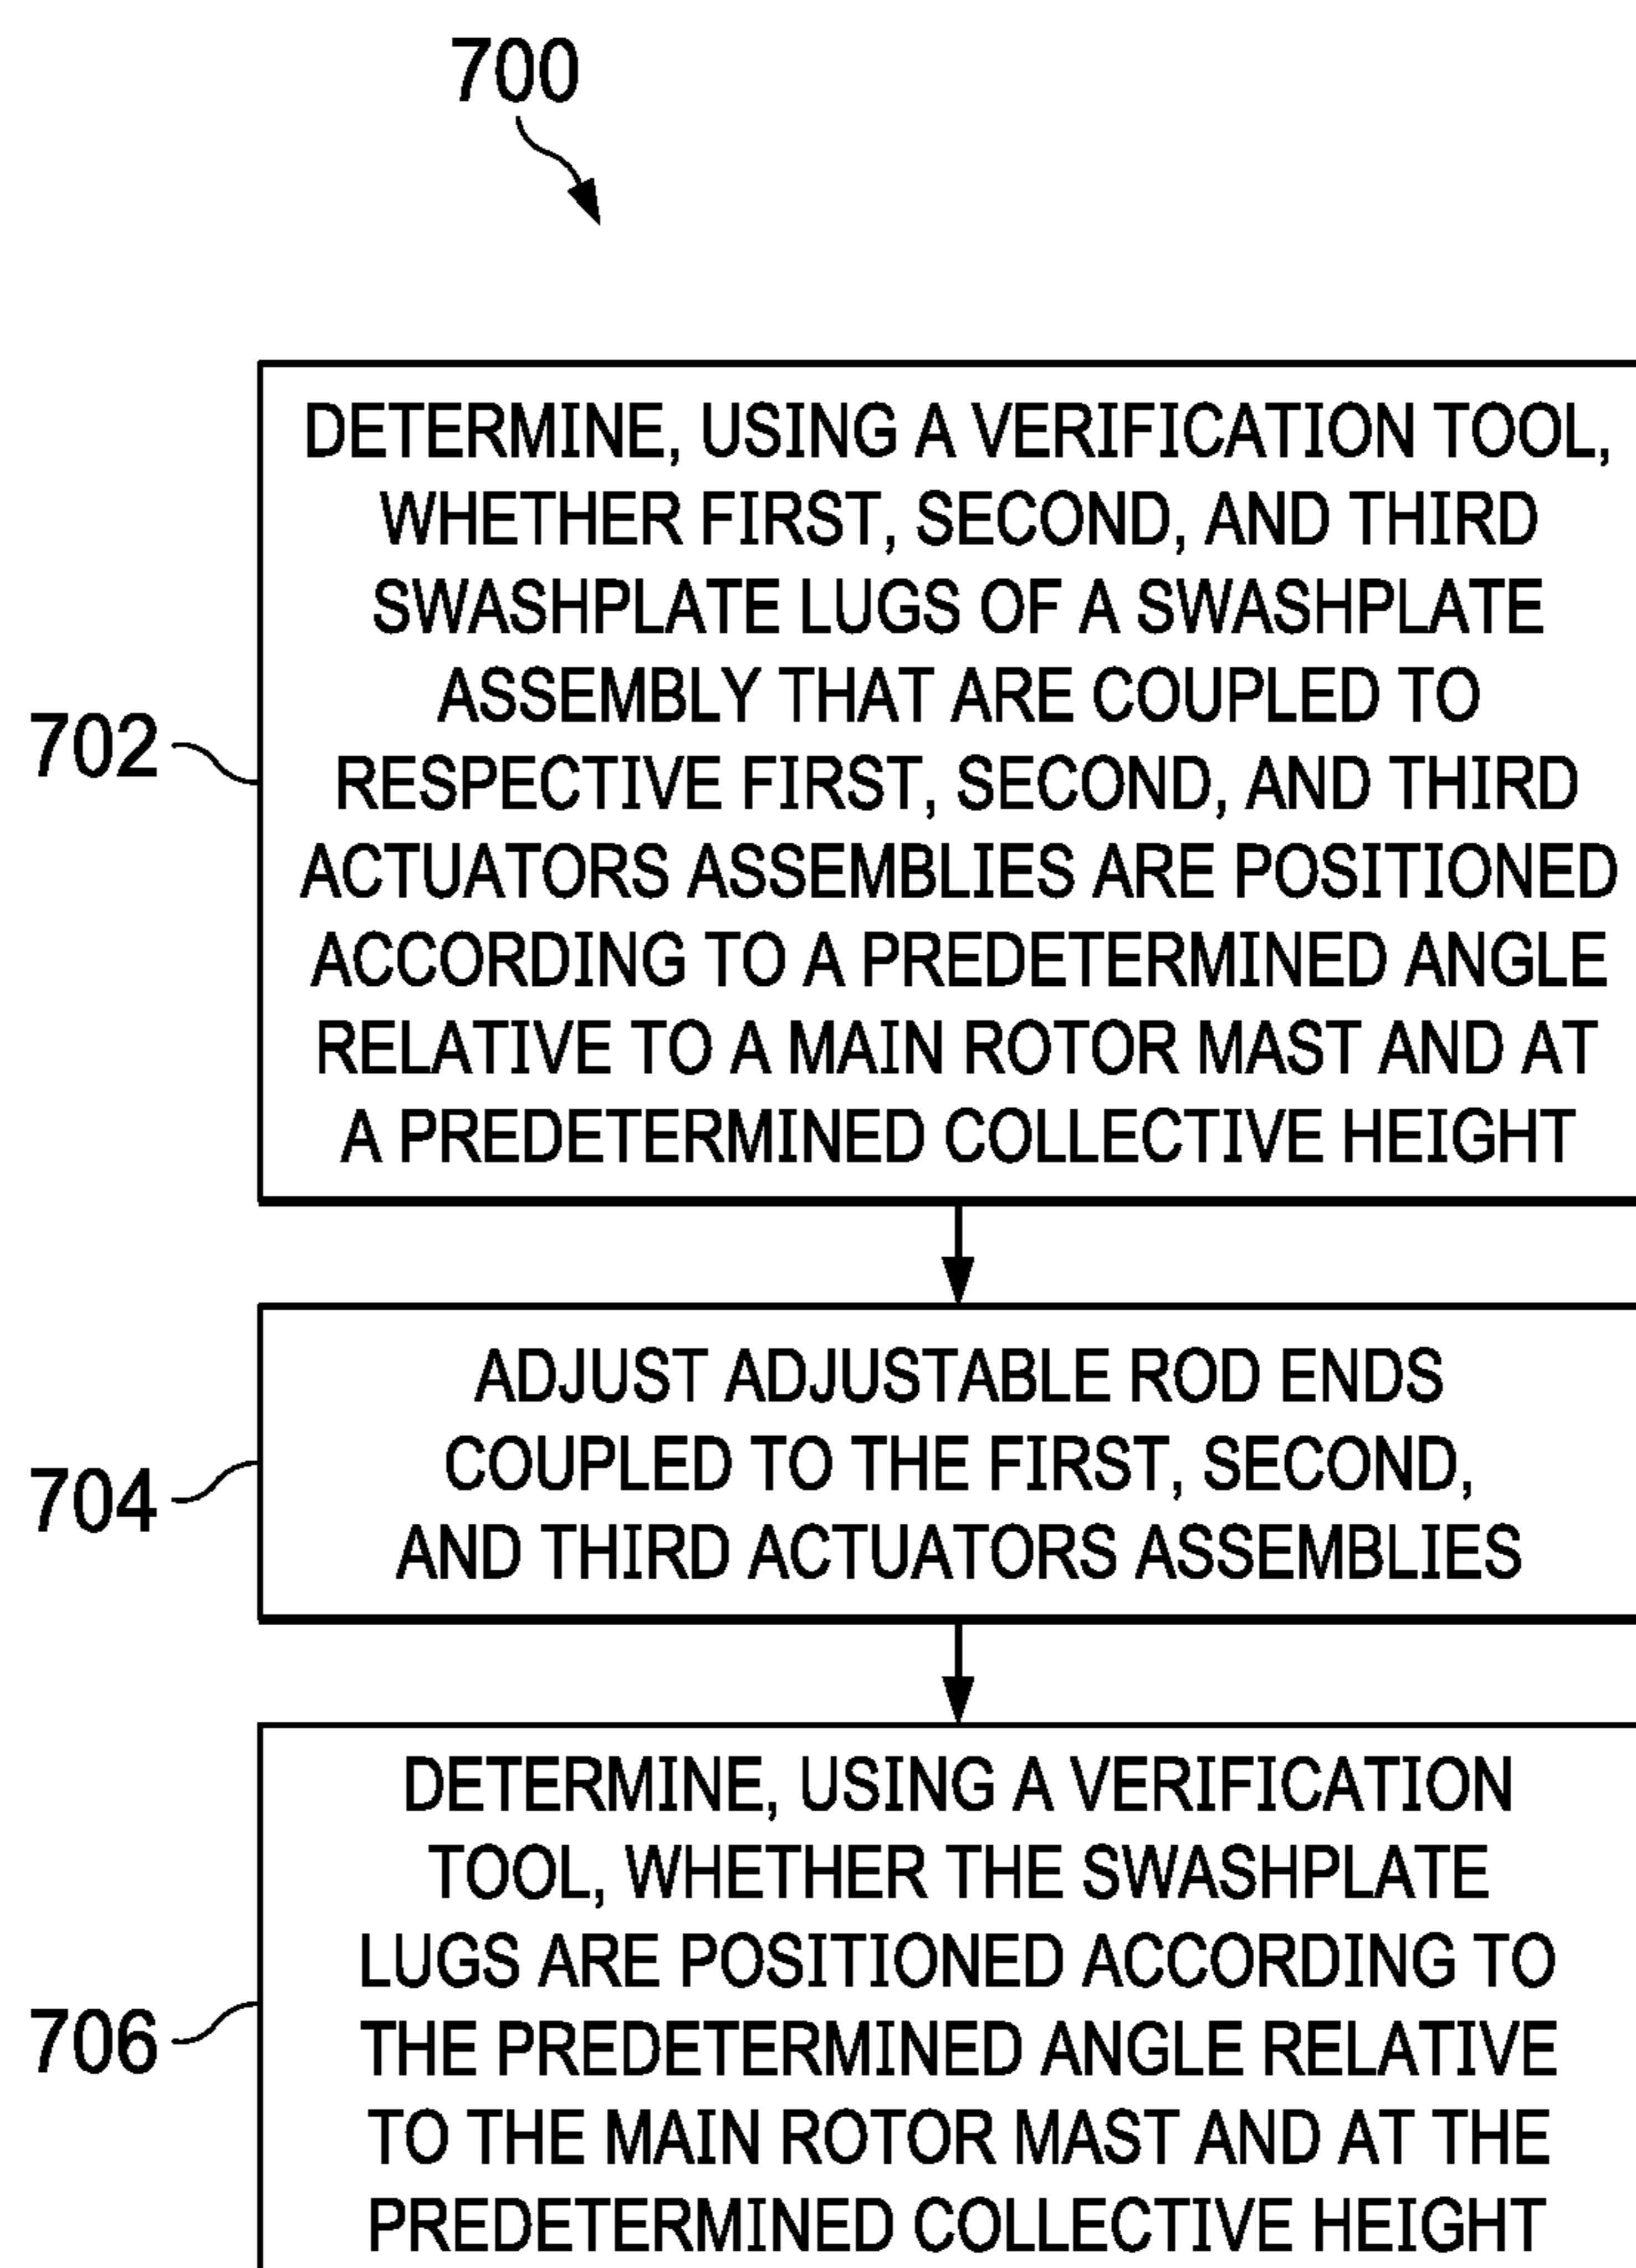 700
DETERMINE, USING A VERIFICATION TOOL,
WHETHER FIRST, SECOND, AND THIRD
SWASHPLATE LUGS OF A SWASHPLATE
ASSEMBLY THAT ARE COUPLED TO
RESPECTIVE FIRST, SECOND, AND THIRD
ACTUATORS ASSEMBLIES ARE POSITIONED
ACCORDING TO A PREDETERMINED ANGLE
RELATIVE TO A MAIN ROTOR MAST AND AT
A PREDETERMINED COLLECTIVE HEIGHT
702
ADJUST ADJUSTABLE ROD ENDS
COUPLED TO THE FIRST, SECOND,
AND THIRD ACTUATORS ASSEMBLIES
704
DETERMINE, USING A VERIFICATION
TOOL, WHETHER THE SWASHPLATE
LUGS ARE POSITIONED ACCORDING TO
THE PREDETERMINED ANGLE RELATIVE
TO THE MAIN ROTOR MAST AND AT THE
PREDETERMINED COLLECTIVE HEIGHT
706